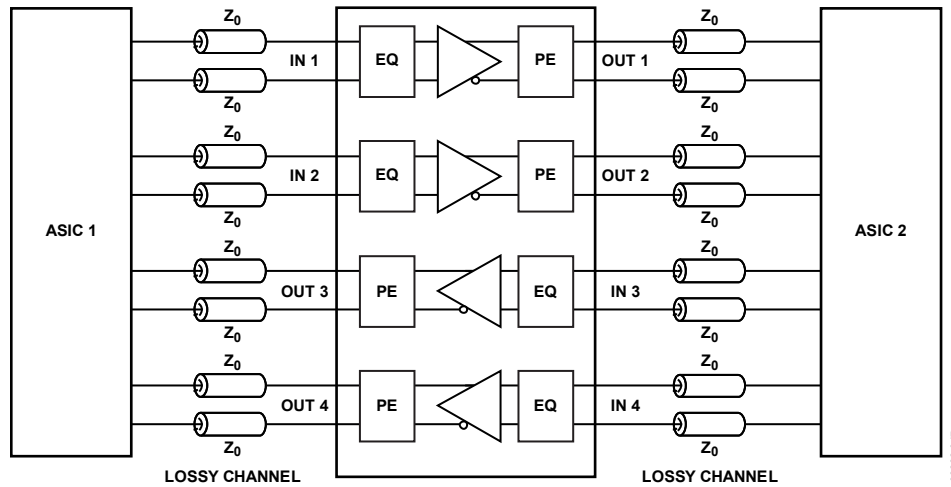 Z0 Z0
IN 1 EQ PE OUT 1
Z0 Z0
Z0 Z0
IN 2 EQ PE OUT 2
Z0 Z0
ASIC 1 ASIC 2
Z0 Z0
OUT 3 PE EQ IN 3
Z0 Z0
Z0 Z0
OUT 4 PE EQ IN 4
Z0 Z0
LOSSY CHANNEL LOSSY CHANNEL